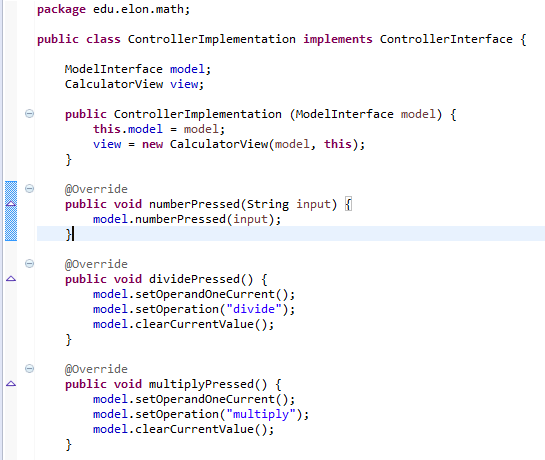 package edu.elon.math;
public class ControllerImplementation implements ControllerInterface {
ModelInterface model;
CalculatorView view;
public ControllerImplementation (ModelInterface model) {
this.model = model;
view = new CalculatorView(model, this);
}
@Override
public void numberPressed(String input) {
model.numberPressed(input);
}
@Override
public void dividePressed() {
model.setOperandOneCurrent();
model.setOperation("divide");
model.clearCurrentValue();
}
@Override
public void multiplyPressed() {
model.setOperandOneCurrent();
model.setOperation("multiply");
model.clearCurrentValue();
}